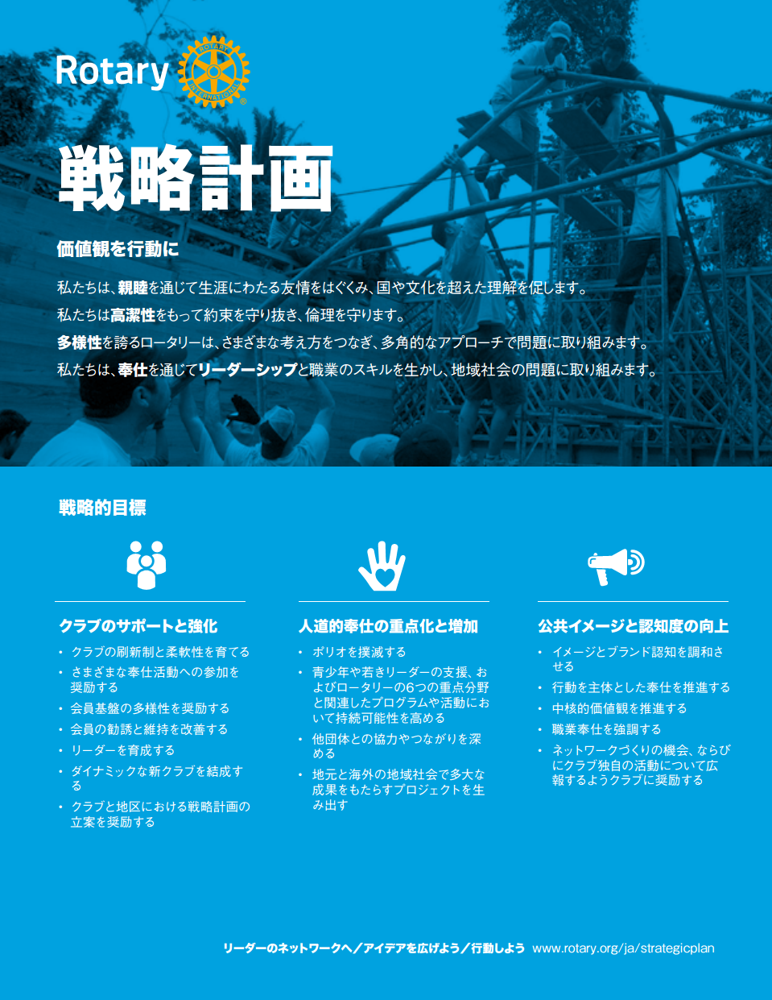 Rotary
ROTARY
INTERNATIONAL
®
戦略計画
価値観を行動に
私たちは、親睦を通じて生涯にわたる友情をはぐくみ、国や文化を超えた理解を促します。
私たちは高潔性をもって約束を守り抜き、倫理を守ります。
多様性を誇るロータリーは、さまざまな考え方をつなぎ、多角的なアプローチで問題に取り組みます。
私たちは、奉仕を通じてリーダーシップと職業のスキルを生かし、地域社会の問題に取り組みます。
戦略的目標
クラブのサポートと強化
• クラブの刷新制と柔軟性を育てる
• さまざまな奉仕活動への参加を
奨励する
• 会員基盤の多様性を奨励する
• 会員の勧誘と維持を改善する
• リーダーを育成する
• ダイナミックな新クラブを結成す
る
• クラブと地区における戦略計画の
立案を奨励する
人道的奉仕の重点化と増加
• ポリオを撲滅する
• 青少年や若きリーダーの支援、お
よびロータリーの6つの重点分野
と関連したプログラムや活動にお
いて持続可能性を高める
• 他団体との協力やつながりを深
める
• 地元と海外の地域社会で多大な
成果をもたらすプロジェクトを生
み出す
公共イメージと認知度の向上
• イメージとブランド認知を調和さ
せる
• 行動を主体とした奉仕を推進する
• 中核的価値観を推進する
• 職業奉仕を強調する
• ネットワークづくりの機会、ならび
にクラブ独自の活動について広
報するようクラブに奨励する
リーダーのネットワークへ／アイデアを広げよう／行動しよう www.rotary.org/ja/strategicplan